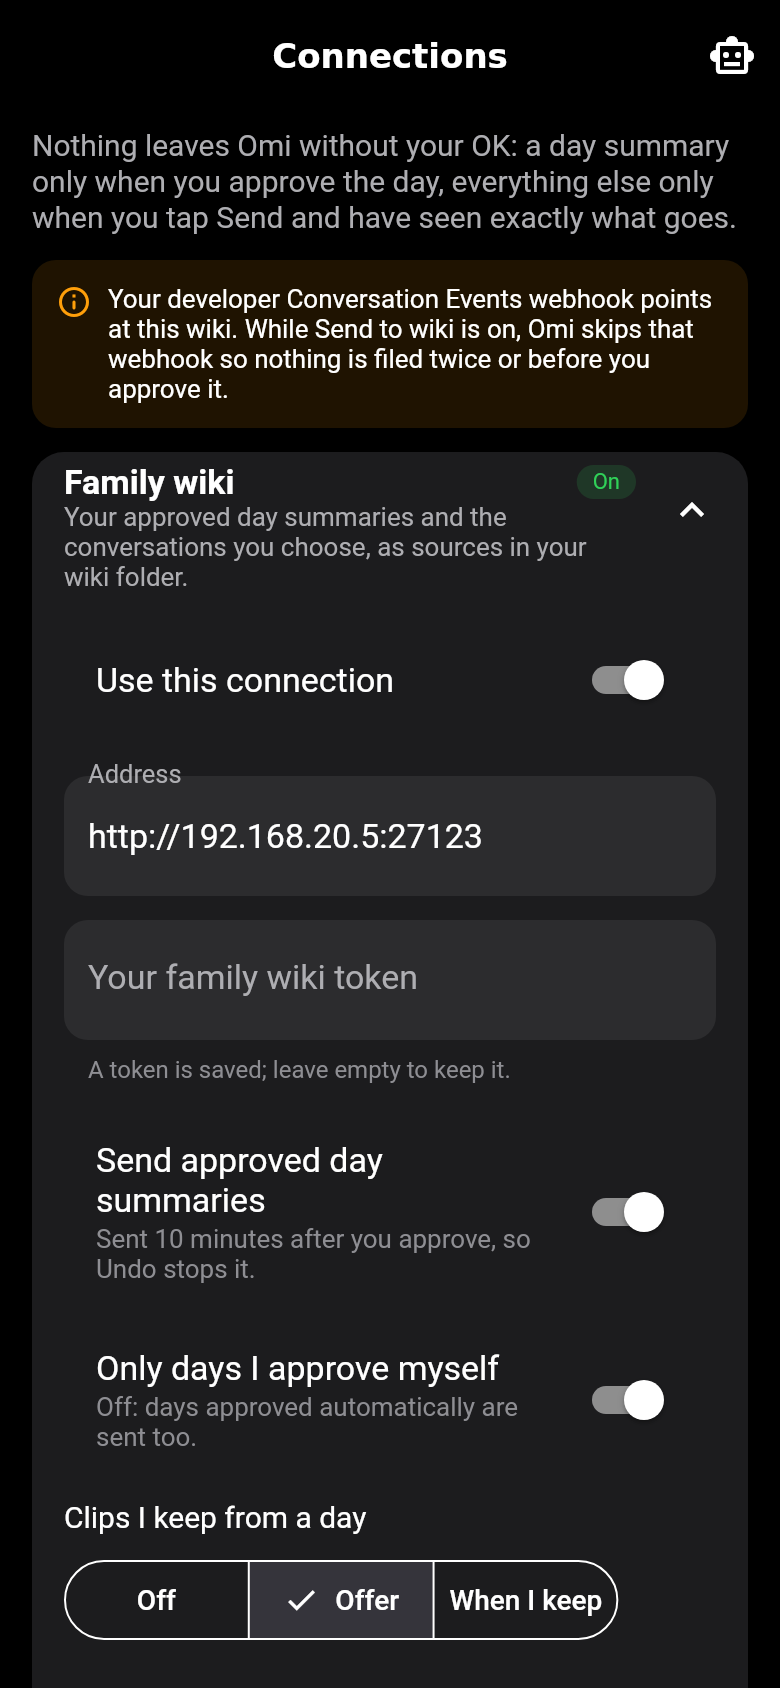 Connections
Nothing leaves Omi without your OK: a day summary
only when you approve the day, everything else only
when you tap Send and have seen exactly what goes.
Your developer Conversation Events webhook points
at this wiki. While Send to wiki is on, Omi skips that
webhook so nothing is filed twice or before you
approve it.
Family wiki
On
Your approved day summaries and the
conversations you choose, as sources in your
wiki folder.
Use this connection
Address
http://192.168.20.5:27123
Your family wiki token
A token is saved; leave empty to keep it.
Send approved day
summaries
Sent 10 minutes after you approve, so
Undo stops it.
Only days I approve myself
Off: days approved automatically are
sent too.
Clips I keep from a day
Off
Offer
When I keep